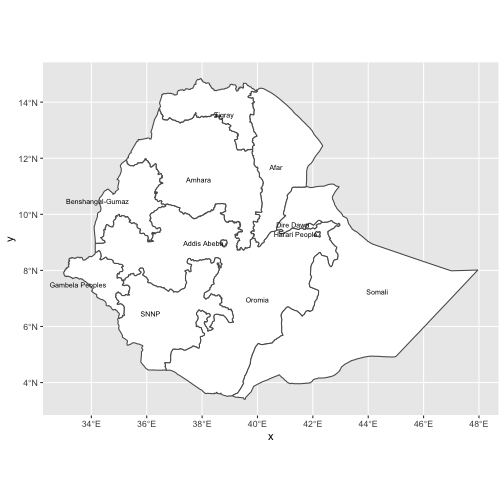 14°N
12°N
10°N
8°N
6°N
4°N
y
Tigray
Afar
Amhara
Benshangul-Gumaz
Dire Dawa
Harari People
Addis Ababa
Gambela Peoples
Somali
Oromia
SNNP
34°E
36°E
38°E
40°E
42°E
44°E
46°E
48°E
x